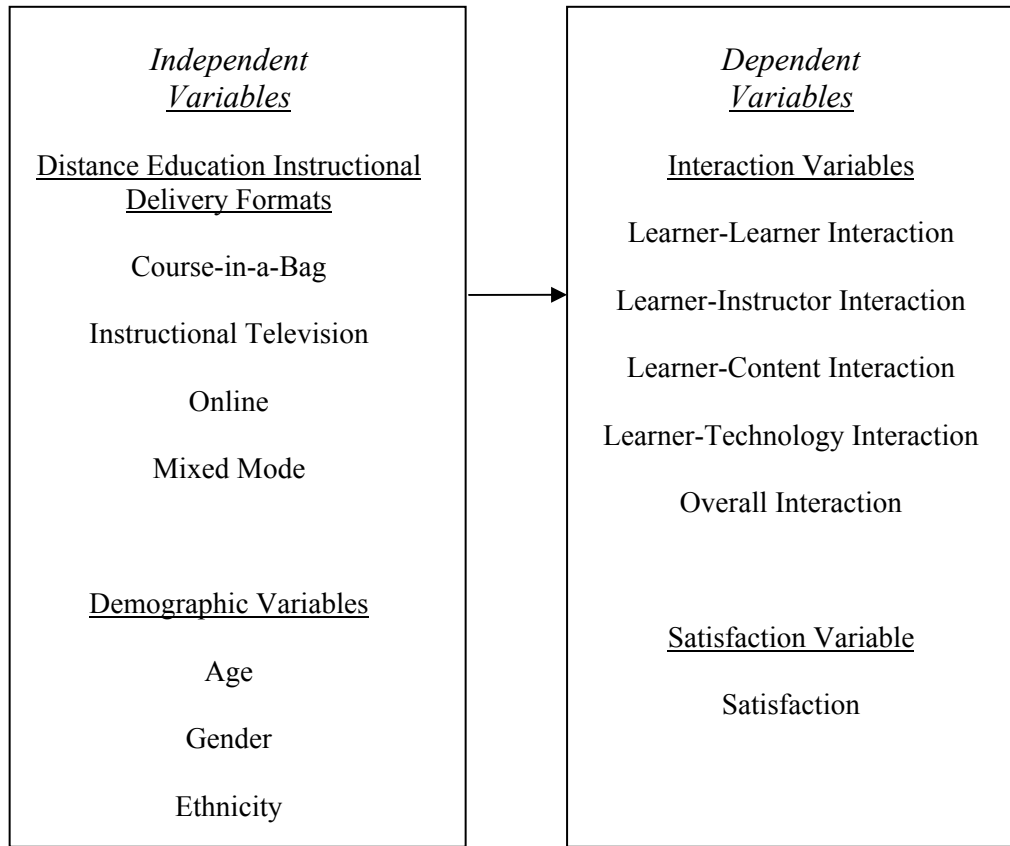 Independent
Variables
Distance Education Instructional
Delivery Formats
Course-in-a-Bag
Instructional Television
Online
Mixed Mode
Demographic Variables
Age
Gender
Ethnicity
Dependent
Variables
Interaction Variables
Learner-Learner Interaction
Learner-Instructor Interaction
Learner-Content Interaction
Learner-Technology Interaction
Overall Interaction
Satisfaction Variable
Satisfaction